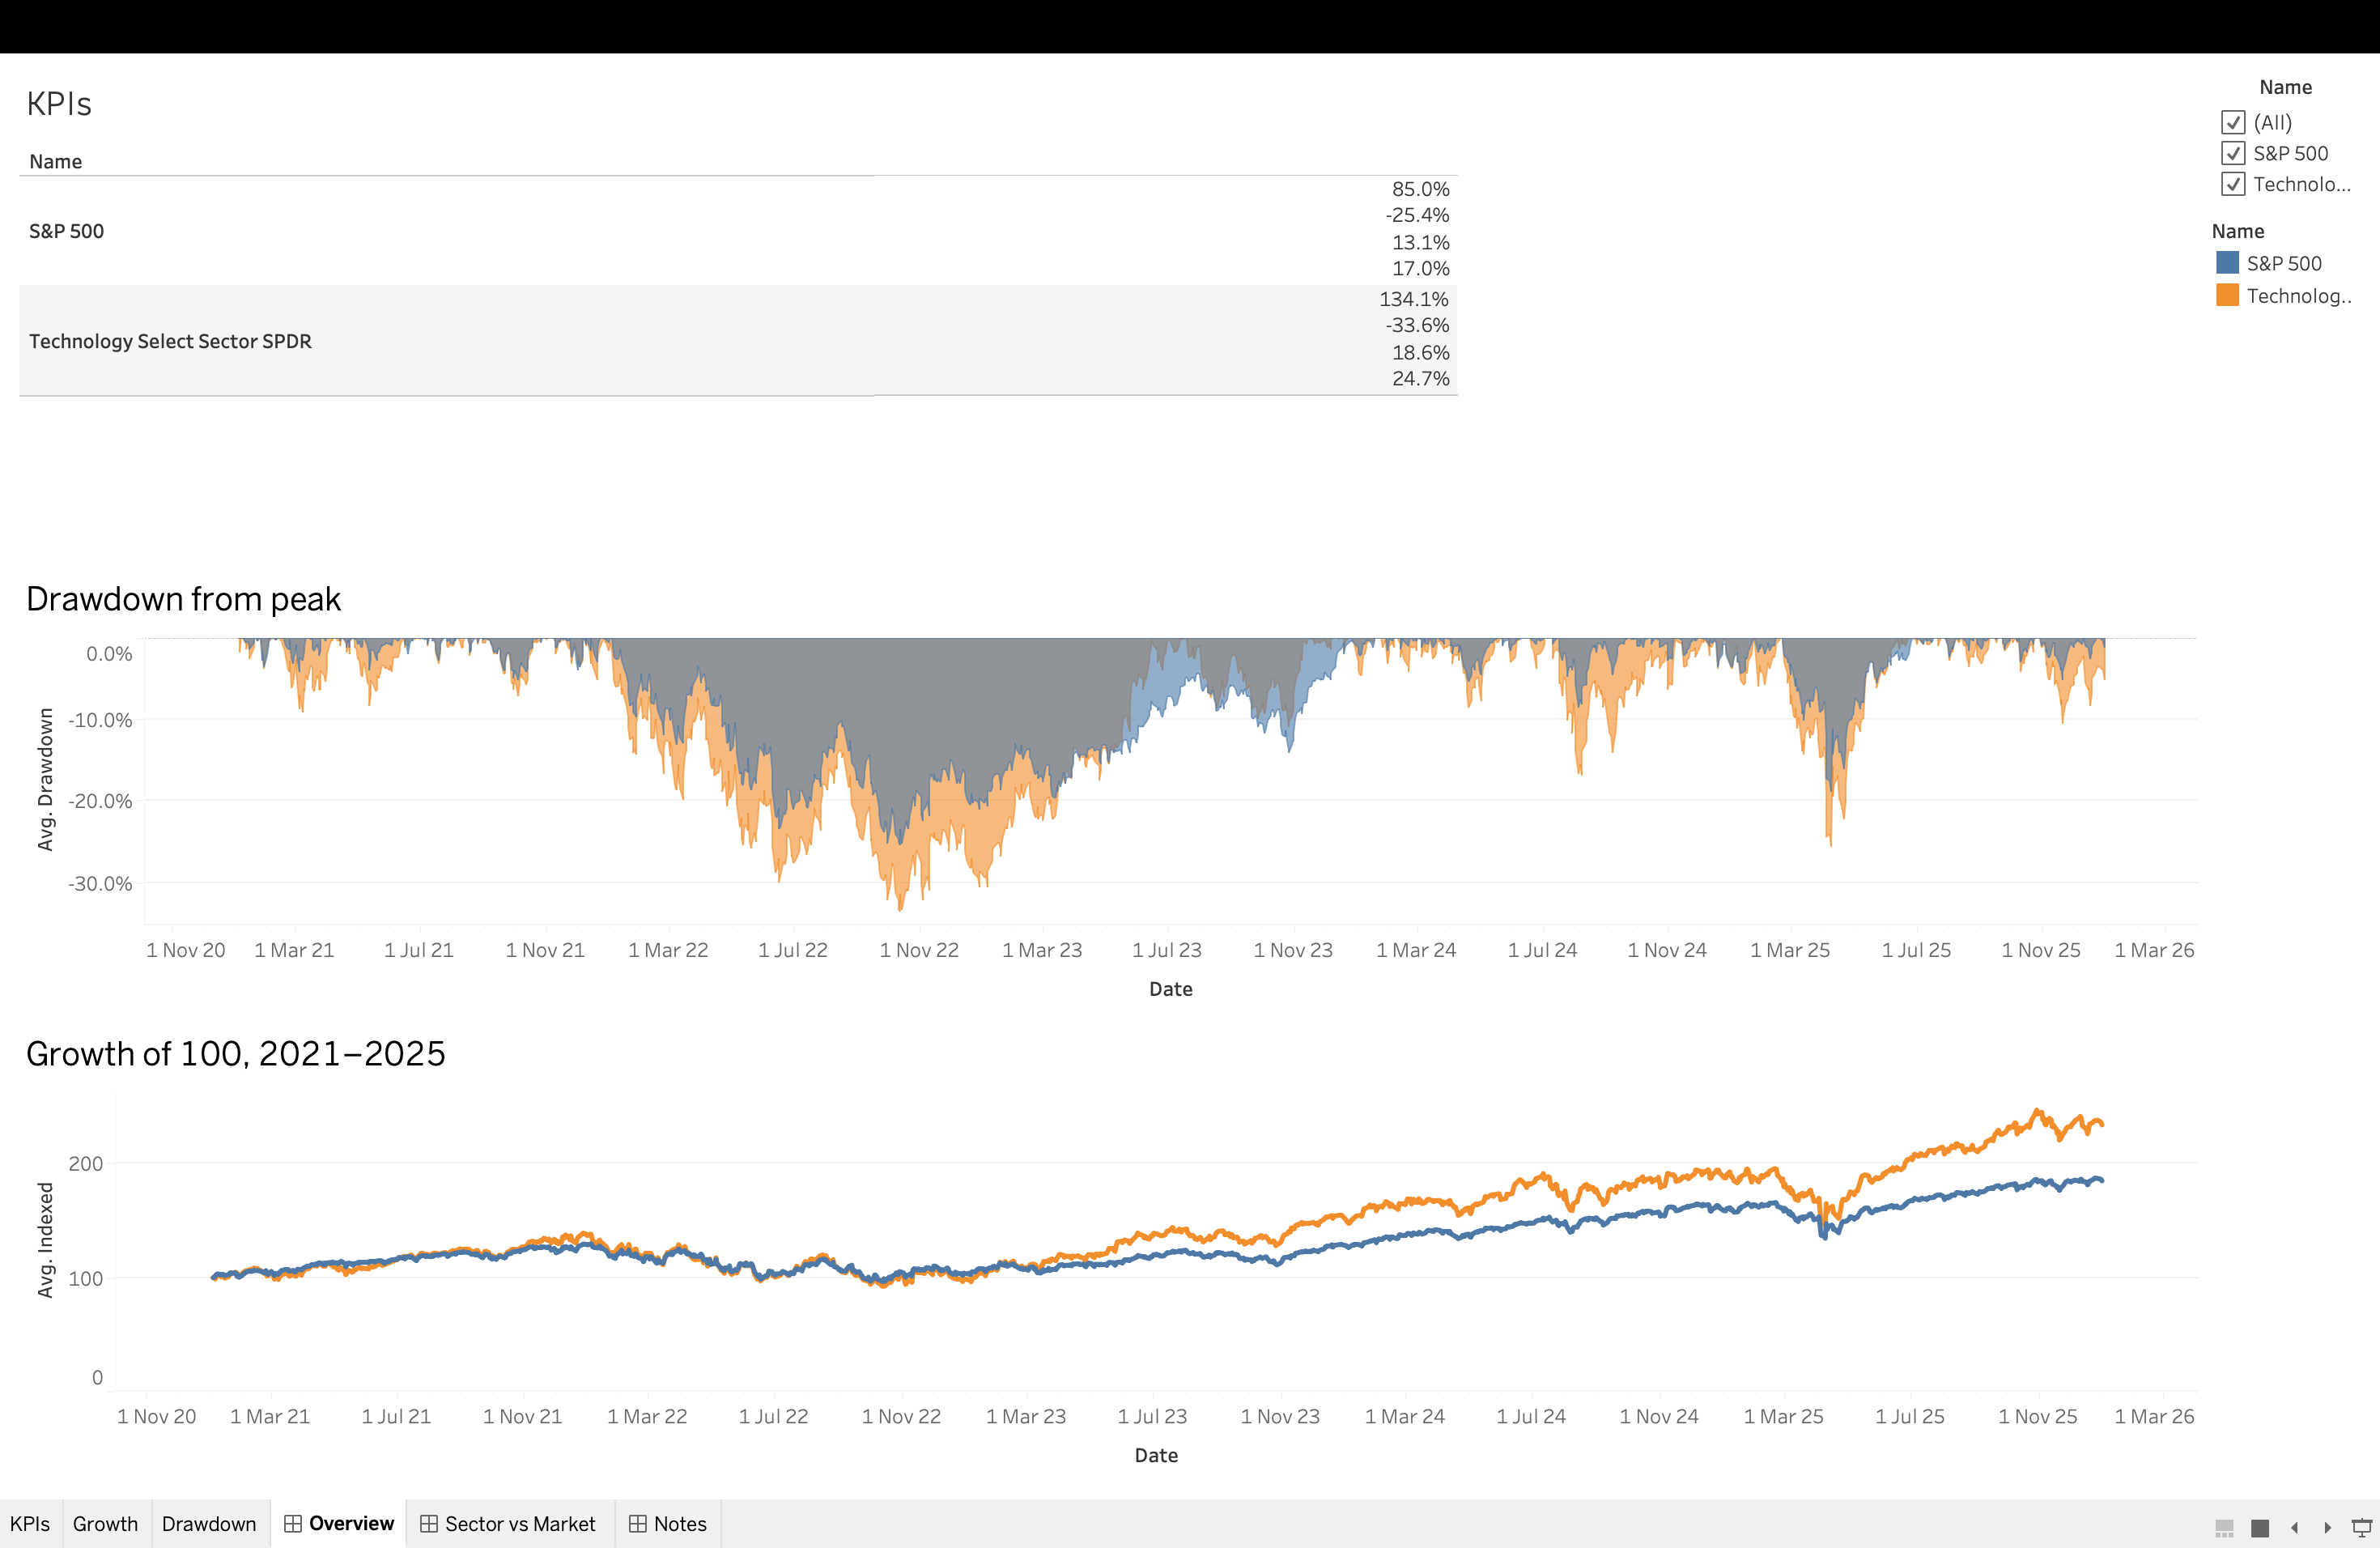 KPIs
Name
S&P 500
85.0%
-25.4%
13.1%
17.0%
Technology Select Sector SPDR
134.1%
-33.6%
18.6%
24.7%
Name
(All)
S&P 500
Technolo...
Name
S&P 500
Technolog..
Drawdown from peak
Avg. Drawdown
0.0%
-10.0%
-20.0%
-30.0%
1 Nov 20 1 Mar 21 1 Jul 21 1 Nov 21 1 Mar 22 1 Jul 22 1 Nov 22 1 Mar 23 1 Jul 23 1 Nov 23 1 Mar 24 1 Jul 24 1 Nov 24 1 Mar 25 1 Jul 25 1 Nov 25 1 Mar 26
Date
Growth of 100, 2021–2025
Avg. Indexed
200
100
0
1 Nov 20 1 Mar 21 1 Jul 21 1 Nov 21 1 Mar 22 1 Jul 22 1 Nov 22 1 Mar 23 1 Jul 23 1 Nov 23 1 Mar 24 1 Jul 24 1 Nov 24 1 Mar 25 1 Jul 25 1 Nov 25 1 Mar 26
Date
KPIs Growth Drawdown Overview Sector vs Market Notes